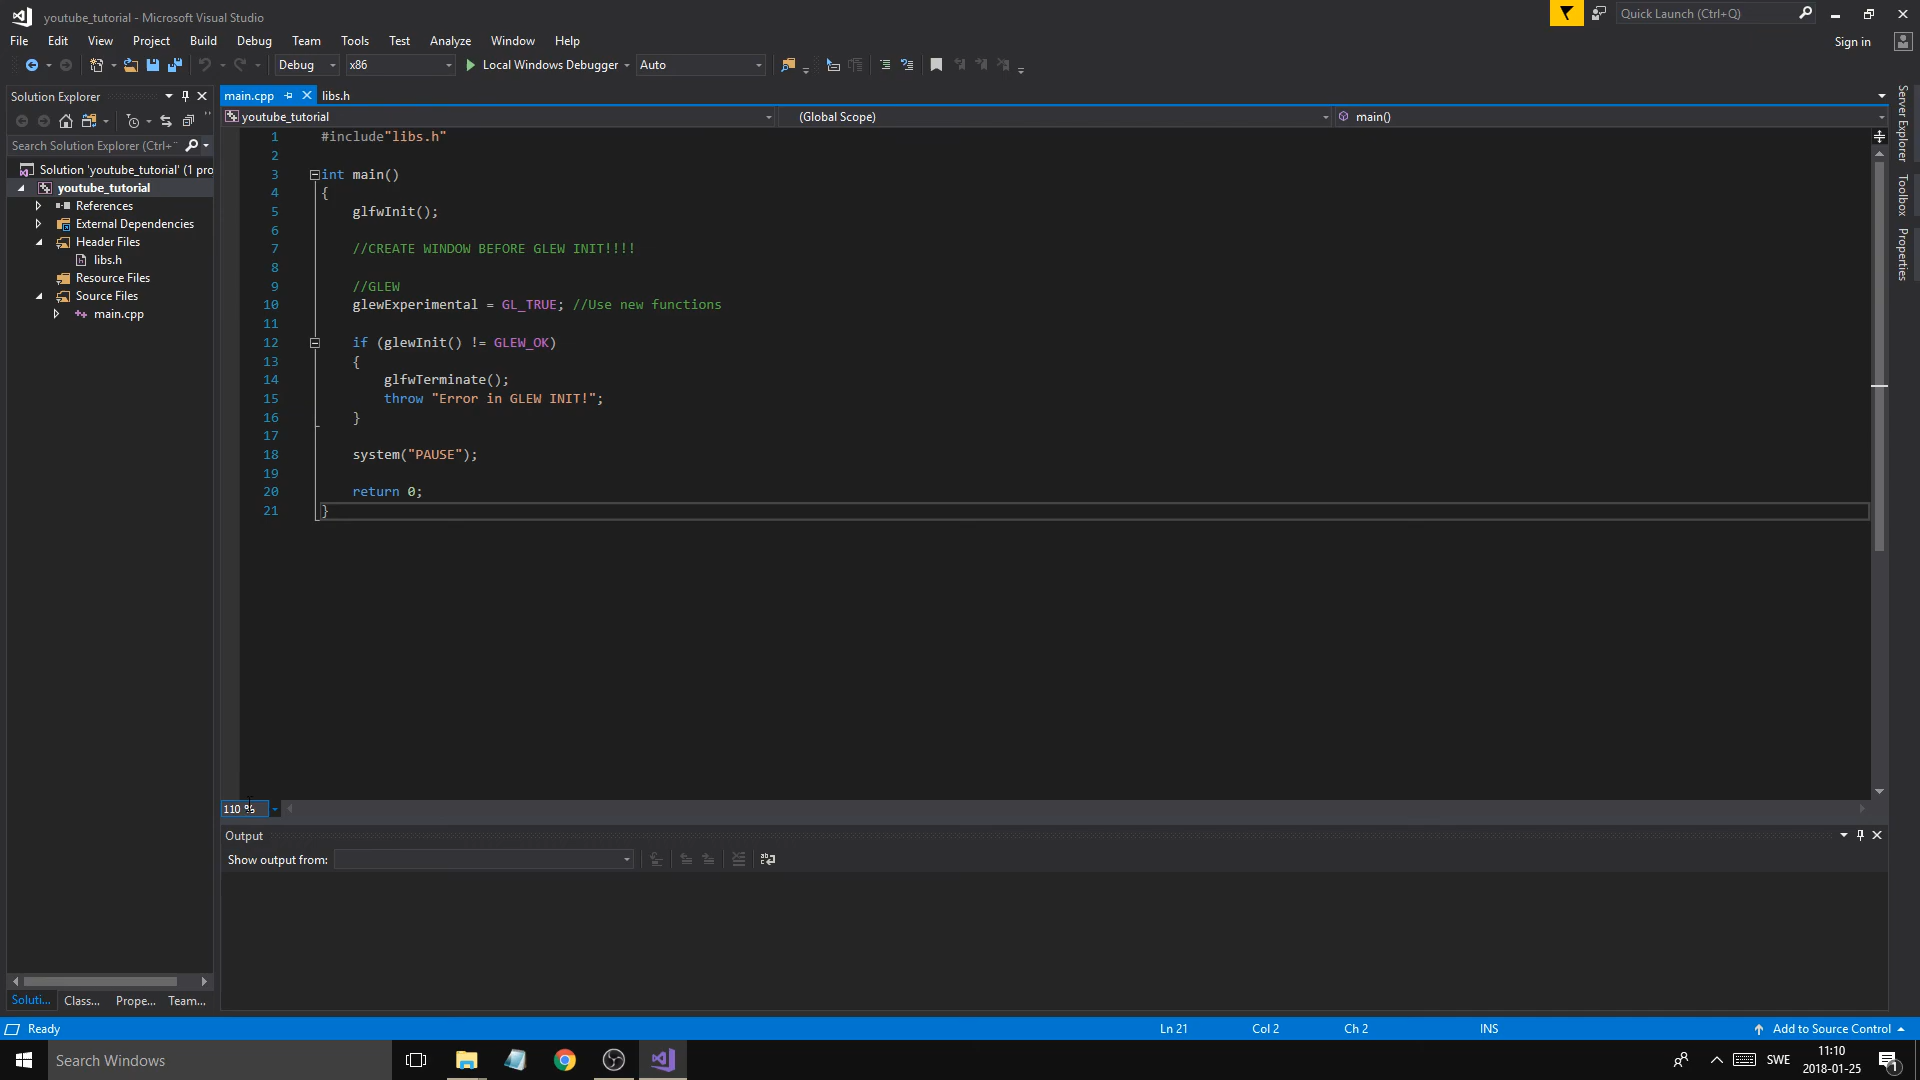 youtube_tutorial - Microsoft Visual Studio
Quick Launch (Ctrl+Q)
File Edit View Project Build Debug Team Tools Test Analyze Window Help
Sign in
Debug x86 Local Windows Debugger Auto
Solution Explorer
main.cpp libs.h
youtube_tutorial (Global Scope) main()
Search Solution Explorer (Ctrl+
Solution 'youtube_tutorial' (1 pro
youtube_tutorial
References
External Dependencies
Header Files
libs.h
Resource Files
Source Files
main.cpp
1 #include"libs.h"
2
3 int main()
4 {
5 glfwInit();
6
7 //CREATE WINDOW BEFORE GLEW INIT!!!!
8
9 //GLEW
10 glewExperimental = GL_TRUE; //Use new functions
11
12 if (glewInit() != GLEW_OK)
13 {
14 glfwTerminate();
15 throw "Error in GLEW INIT!";
16 }
17
18 system("PAUSE");
19
20 return 0;
21 }
Server Explorer
Toolbox
Properties
110 %
Output
Show output from:
Soluti... Class... Prope... Team...
Ready Ln 21 Col 2 Ch 2 INS Add to Source Control
Search Windows
SWE
11:10
2018-01-25
1